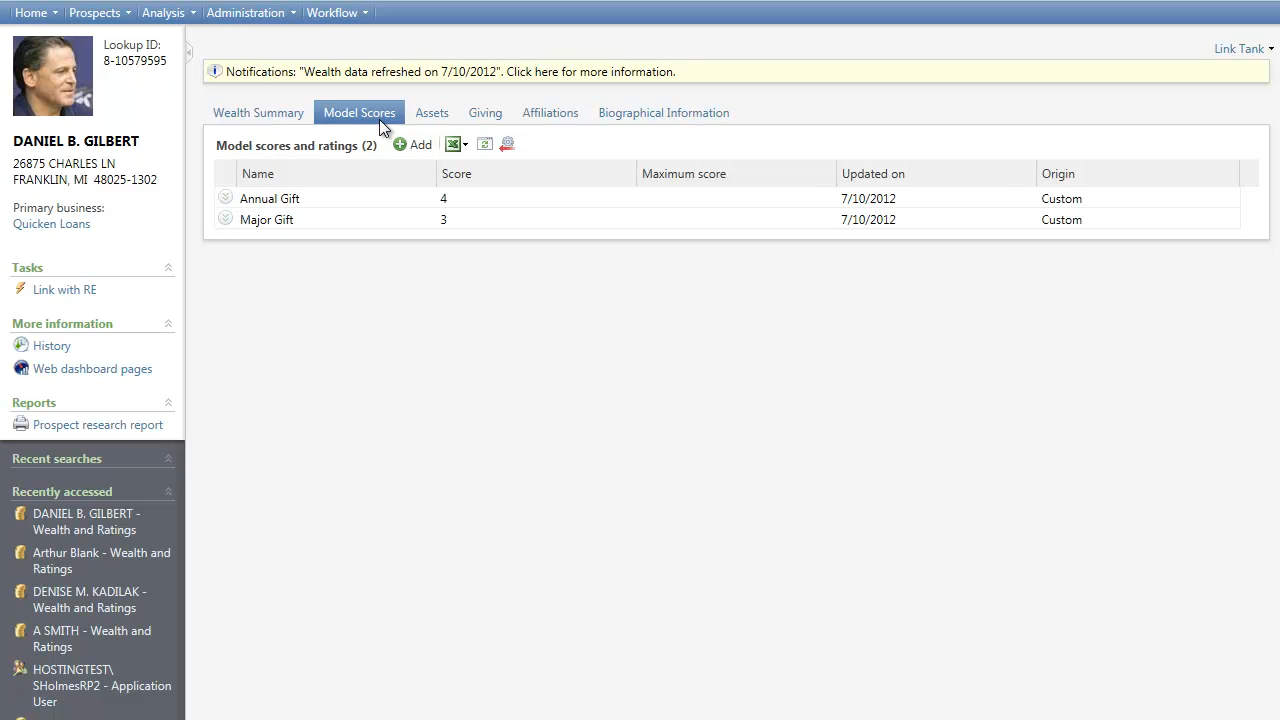 Home Prospects Analysis Administration Workflow
Lookup ID:
8-10579595
DANIEL B. GILBERT
26875 CHARLES LN
FRANKLIN, MI 48025-1302
Primary business:
Quicken Loans
Tasks
Link with RE
More information
History
Web dashboard pages
Reports
Prospect research report
Recent searches
Recently accessed
DANIEL B. GILBERT -
Wealth and Ratings
Arthur Blank - Wealth and
Ratings
DENISE M. KADILAK -
Wealth and Ratings
A SMITH - Wealth and
Ratings
HOSTINGTEST\
SHolmesRP2 - Application
User
Link Tank
Notifications: "Wealth data refreshed on 7/10/2012". Click here for more information.
Wealth Summary Model Scores Assets Giving Affiliations Biographical Information
Model scores and ratings (2) Add
Name Score Maximum score Updated on Origin
Annual Gift 4 7/10/2012 Custom
Major Gift 3 7/10/2012 Custom